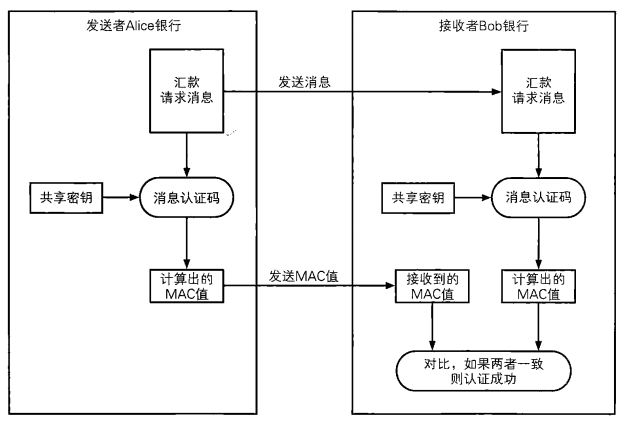 发送者Alice银行
接收者Bob银行
汇款
请求消息
发送消息
汇款
请求消息
共享密钥
消息认证码
共享密钥
消息认证码
计算出的
MAC值
发送MAC值
接收到的
MAC值
计算出的
MAC值
对比，如果两者一致
则认证成功